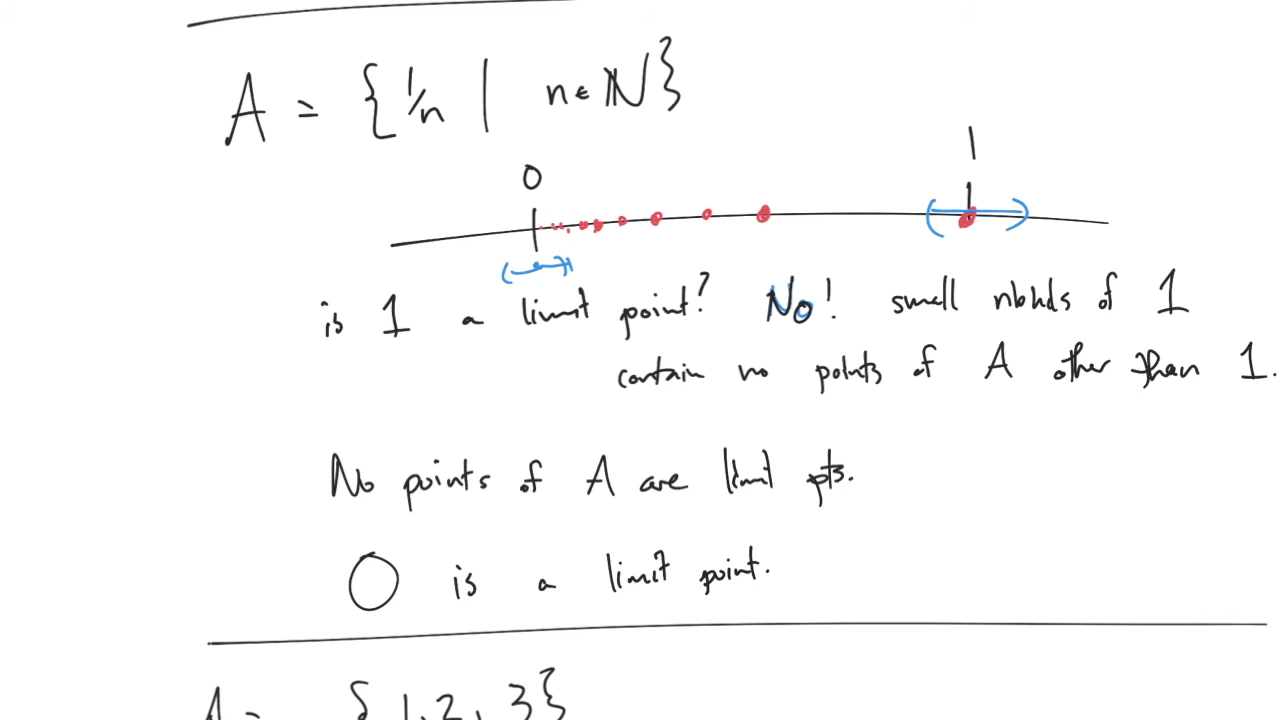 A = {1/n | n ∈ ℕ}
0 1
is 1 a limit point? No! small nbhds of 1
contain no points of A other than 1.
No points of A are limit pts.
0 is a limit point.
A = {1, 2, 3}